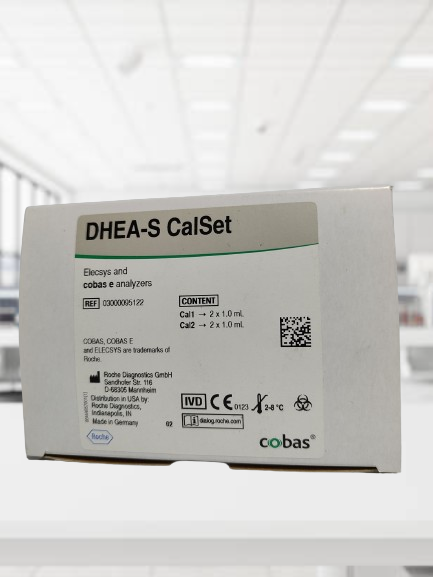 DHEA-S CalSet
Elecsys and
cobas e analyzers
REF 03000095122
CONTENT
Cal1 → 2 x 1.0 mL
Cal2 → 2 x 1.0 mL
COBAS, COBAS E
and ELECSYS are trademarks of
Roche.
Roche Diagnostics GmbH
Sandhofer Str. 116
D-68305 Mannheim
Distribution in USA by:
Roche Diagnostics,
Indianapolis, IN
Made in Germany
02
IVD CE 0123 2-8 °C
dialog.roche.com
Roche
cobas®